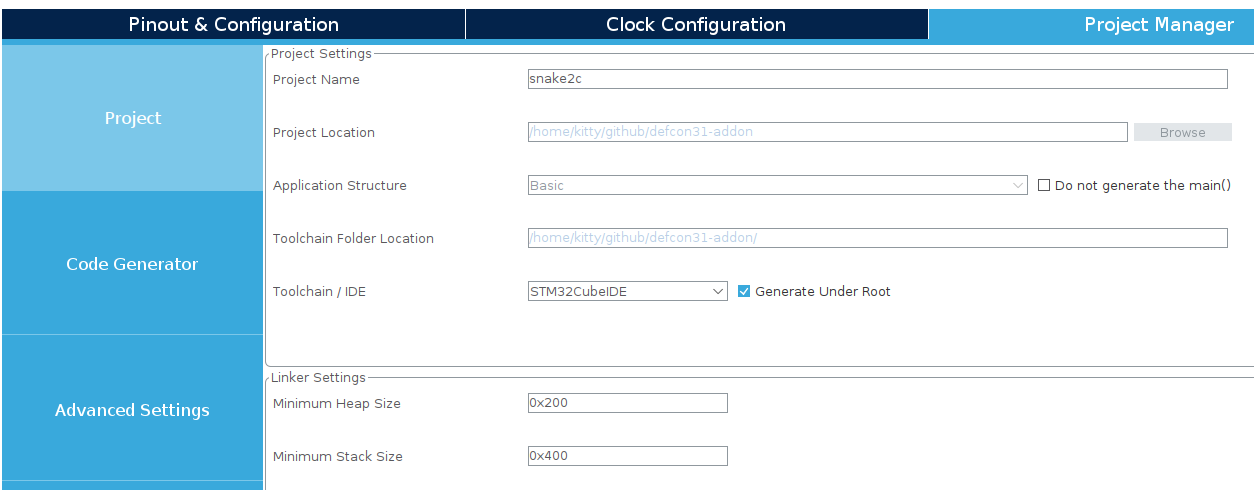 Pinout & Configuration Clock Configuration Project Manager
Project
Code Generator
Advanced Settings
Project Settings
Project Name snake2c
Project Location /home/kitty/github/defcon31-addon Browse
Application Structure Basic Do not generate the main()
Toolchain Folder Location /home/kitty/github/defcon31-addon/
Toolchain / IDE STM32CubeIDE Generate Under Root
Linker Settings
Minimum Heap Size 0x200
Minimum Stack Size 0x400